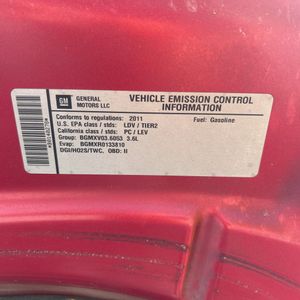 GM
GENERAL MOTORS LLC
VEHICLE EMISSION CONTROL INFORMATION
Conforms to regulations: 2011 Fuel: Gasoline
U.S. EPA class / stds: LDV / TIER2
California class / stds: PC / LEV
Group: BGMXV03.6053 3.6L
Evap: BGMXR0133810
DGI/HO2S/TWC, OBD: II